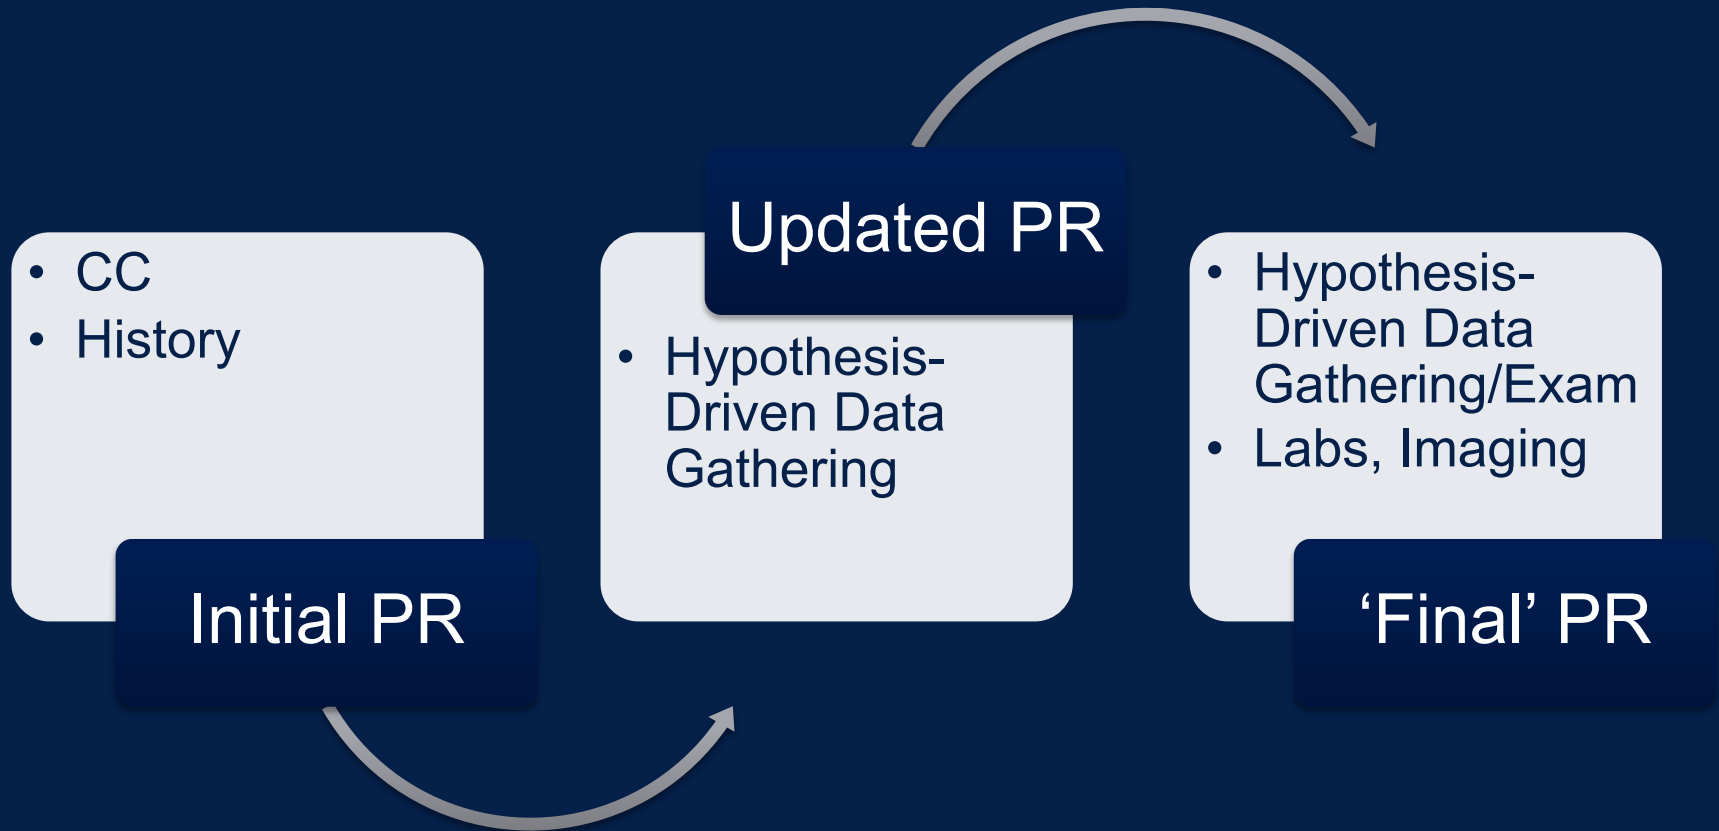 • CC
• History
Initial PR
Updated PR
• Hypothesis-
Driven Data
Gathering
• Hypothesis-
Driven Data
Gathering/Exam
• Labs, Imaging
‘Final’ PR